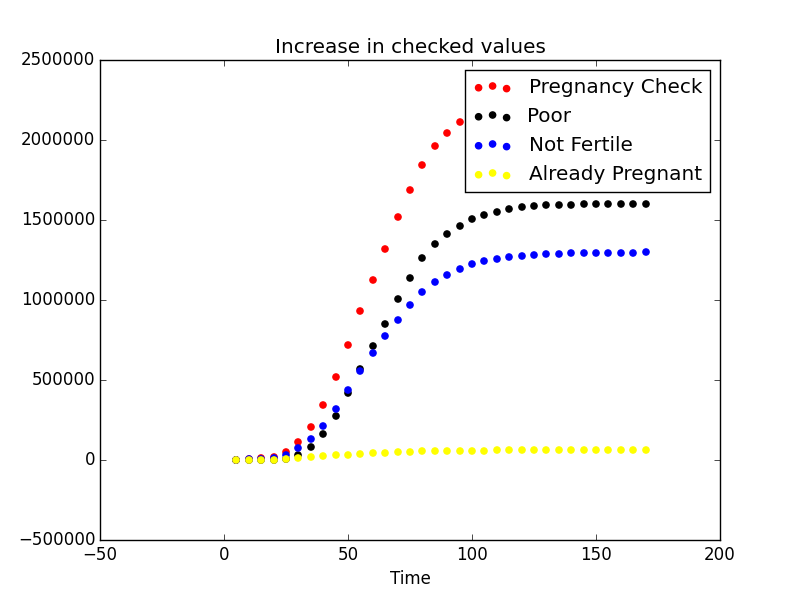 Increase in checked values
2500000
2000000
1500000
1000000
500000
0
−500000
−50
0
50
100
150
200
Time
Pregnancy Check
Poor
Not Fertile
Already Pregnant